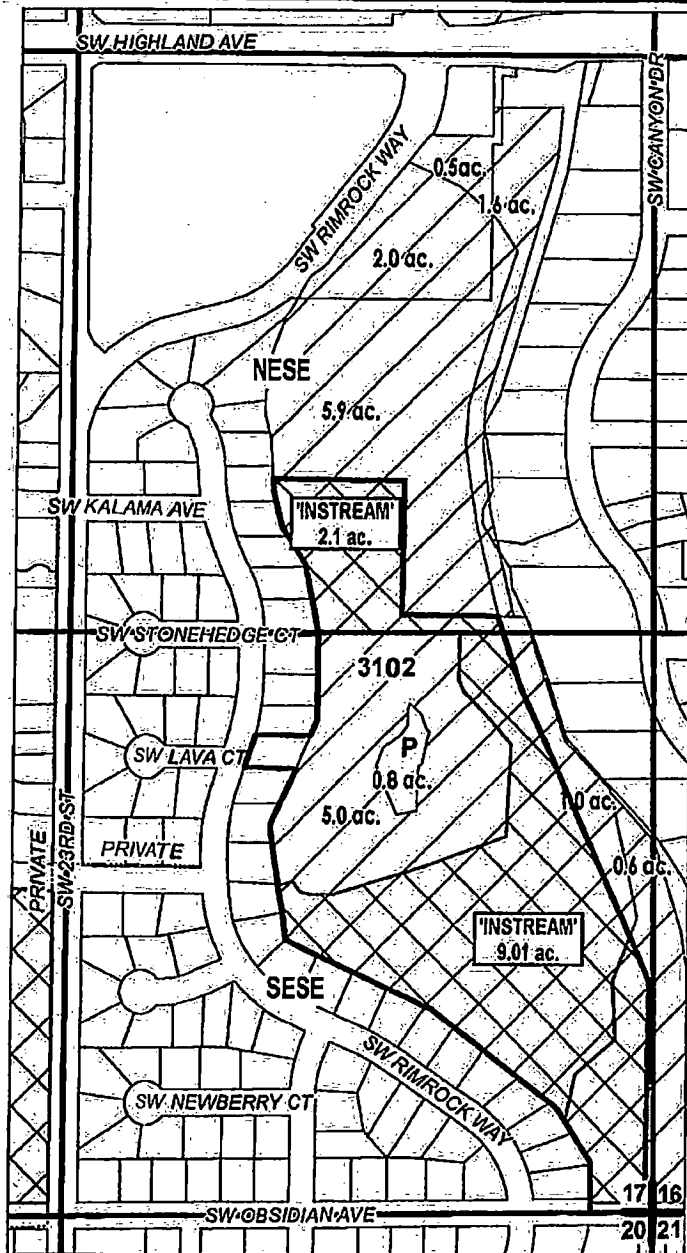 SW HIGHLAND AVE
SW CANYON DR
SW RIMROCK WAY
0.5 ac.
1.6 ac.
2.0 ac.
NESE
5.9 ac.
SW KALAMA AVE
'INSTREAM'
2.1 ac.
SW STONEHEDGE CT
3102
P
SW LAVA CT
0.8 ac.
5.0 ac.
1.0 ac.
PRIVATE
SW 23RD ST
PRIVATE
0.6 ac.
'INSTREAM'
9.01 ac.
SESE
SW RIMROCK WAY
SW NEWBERRY CT
17 16
SW OBSIDIAN AVE
20 21